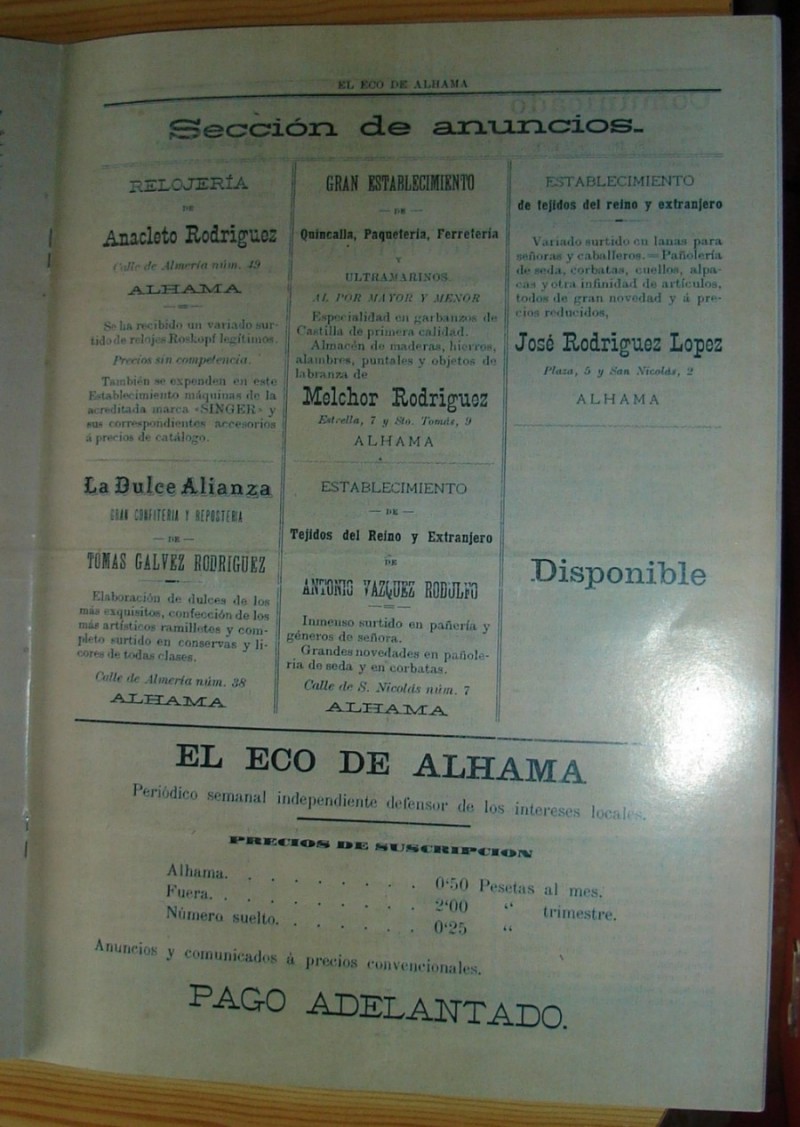 EL ECO DE ALHAMA
Sección de anuncios.
RELOJERÍA
DE
Anacleto Rodriguez
Calle de Almería núm. 49
ALHAMA
Se ha recibido un variado sur-
tido de relojes Roskopf legítimos.
Precios sin competencia.
También se expenden en este
Establecimiento máquinas de la
acreditada marca «SINGER» y
sus correspondientes accesorios
á precios de catálogo.
La Dulce Alianza
GRAN CONFITERIA Y REPOSTERIA
— DE —
TOMAS GALVEZ RODRIGUEZ
Elaboración de dulces de los
más exquisitos, confección de los
más artísticos ramilletes y com-
pleto surtido en conservas y li-
cores de todas clases.
Calle de Almería núm. 38
ALHAMA
GRAN ESTABLECIMIENTO
— DE —
Quincalla, Paquetería, Ferretería
Y
ULTRAMARINOS
AL POR MAYOR Y MENOR
Especialidad en garbanzos de
Castilla de primera calidad.
Almacén de maderas, hierros,
alambres, puntales y objetos de
labranza de
Melchor Rodriguez
Estrella, 7 y Sto. Tomás, 9
ALHAMA
ESTABLECIMIENTO
— DE —
Tejidos del Reino y Extranjero
DE
ANTONIO VAZQUEZ RODULFO
Inmenso surtido en pañería y
géneros de señora.
Grandes novedades en pañole-
ria de seda y en corbatas.
Calle de S. Nicolás núm. 7
ALHAMA
ESTABLECIMIENTO
de tejidos del reino y extranjero
Variado surtido en lanas para
señoras y caballeros.=Pañolería
de seda, corbatas, cuellos, alpa-
cas y otra infinidad de artículos,
todos de gran novedad y á pre-
cios reducidos,
José Rodriguez Lopez
Plaza, 5 y San Nicolás, 2
ALHAMA
Disponible
EL ECO DE ALHAMA
Periódico semanal independiente defensor de los intereses locales.
PRECIOS DE SUSCRIPCION
Alhama. . . . . . . . . 0'50 Pesetas al mes.
Fuera. . . . . . . . . 2'00 “ trimestre.
Número suelto. . . . . . . 0'25 “
Anuncios y comunicados á precios convencionales.
PAGO ADELANTADO.